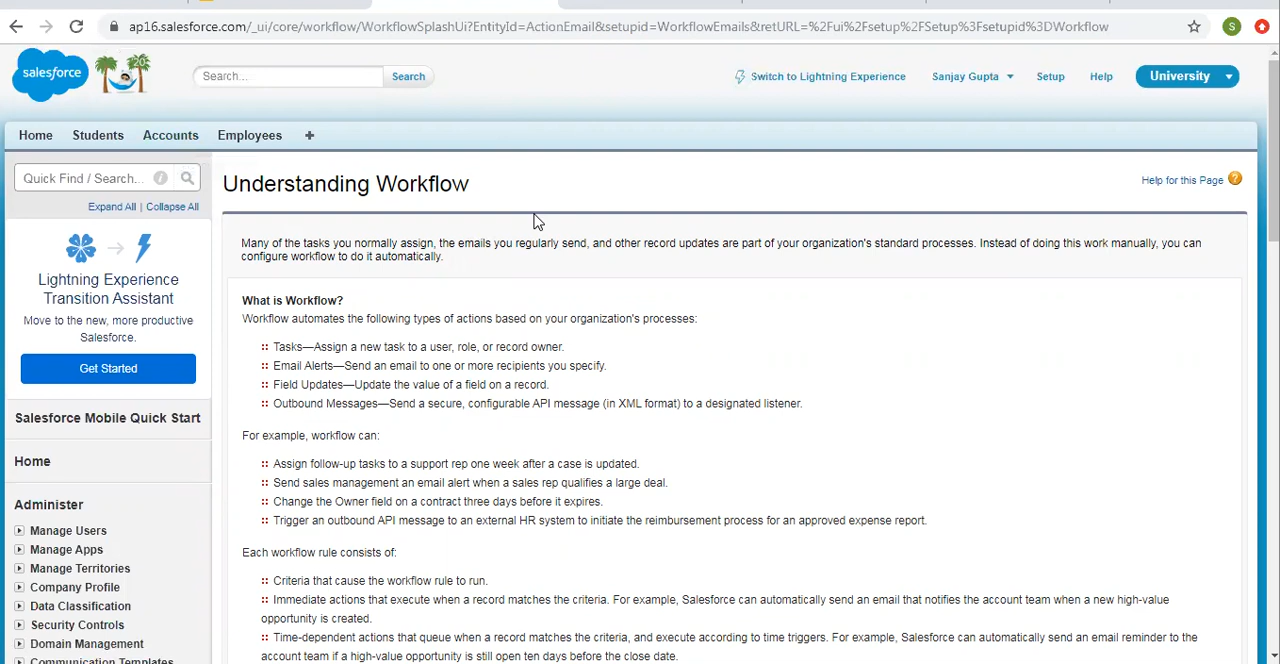 ap16.salesforce.com/_ui/core/workflow/WorkflowSplashUi?EntityId=ActionEmail&setupid=WorkflowEmails&retURL=%2Fui%2Fsetup%2FSetup%3Fsetupid%3DWorkflow
S
salesforce
Search...
Search
Switch to Lightning Experience
Sanjay Gupta
Setup
Help
University
Home
Students
Accounts
Employees
Quick Find / Search...
Expand All | Collapse All
Lightning Experience
Transition Assistant
Move to the new, more productive
Salesforce.
Get Started
Salesforce Mobile Quick Start
Home
Administer
Manage Users
Manage Apps
Manage Territories
Company Profile
Data Classification
Security Controls
Domain Management
Communication Templates
Understanding Workflow
Help for this Page
Many of the tasks you normally assign, the emails you regularly send, and other record updates are part of your organization's standard processes. Instead of doing this work manually, you can
configure workflow to do it automatically.
What is Workflow?
Workflow automates the following types of actions based on your organization's processes:
Tasks—Assign a new task to a user, role, or record owner.
Email Alerts—Send an email to one or more recipients you specify.
Field Updates—Update the value of a field on a record.
Outbound Messages—Send a secure, configurable API message (in XML format) to a designated listener.
For example, workflow can:
Assign follow-up tasks to a support rep one week after a case is updated.
Send sales management an email alert when a sales rep qualifies a large deal.
Change the Owner field on a contract three days before it expires.
Trigger an outbound API message to an external HR system to initiate the reimbursement process for an approved expense report.
Each workflow rule consists of:
Criteria that cause the workflow rule to run.
Immediate actions that execute when a record matches the criteria. For example, Salesforce can automatically send an email that notifies the account team when a new high-value
opportunity is created.
Time-dependent actions that queue when a record matches the criteria, and execute according to time triggers. For example, Salesforce can automatically send an email reminder to the
account team if a high-value opportunity is still open ten days before the close date.